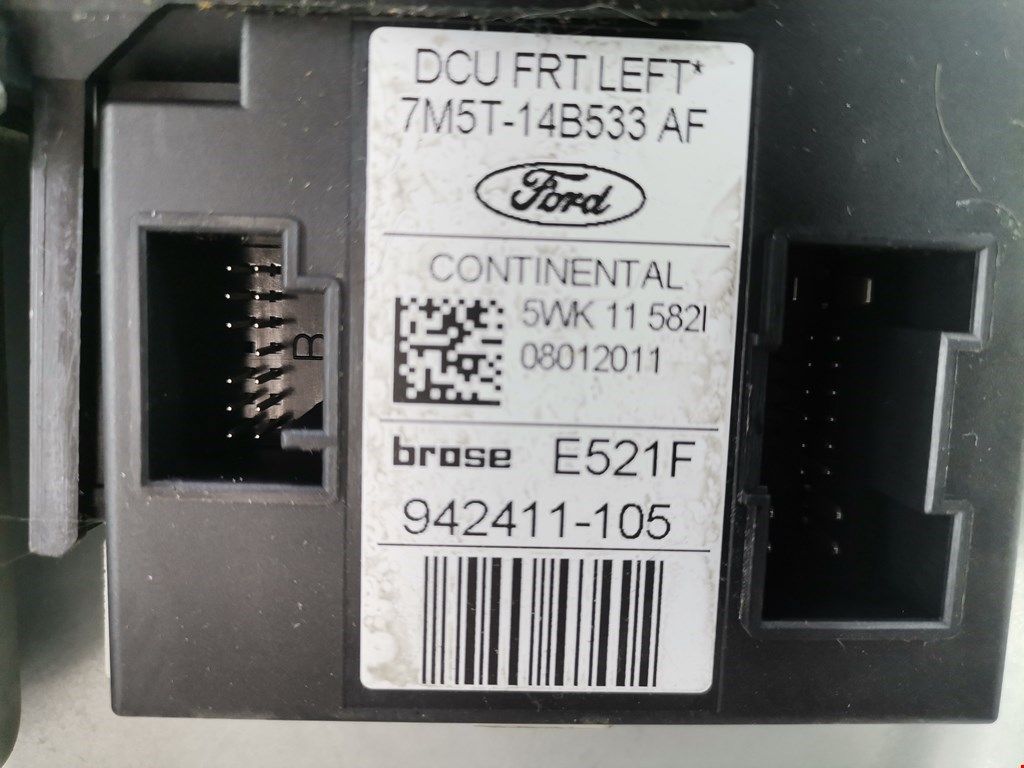 DCU FRT LEFT*
7M5T-14B533 AF
Ford
CONTINENTAL
5WK 11 582I
08012011
brose E521F
942411-105
B